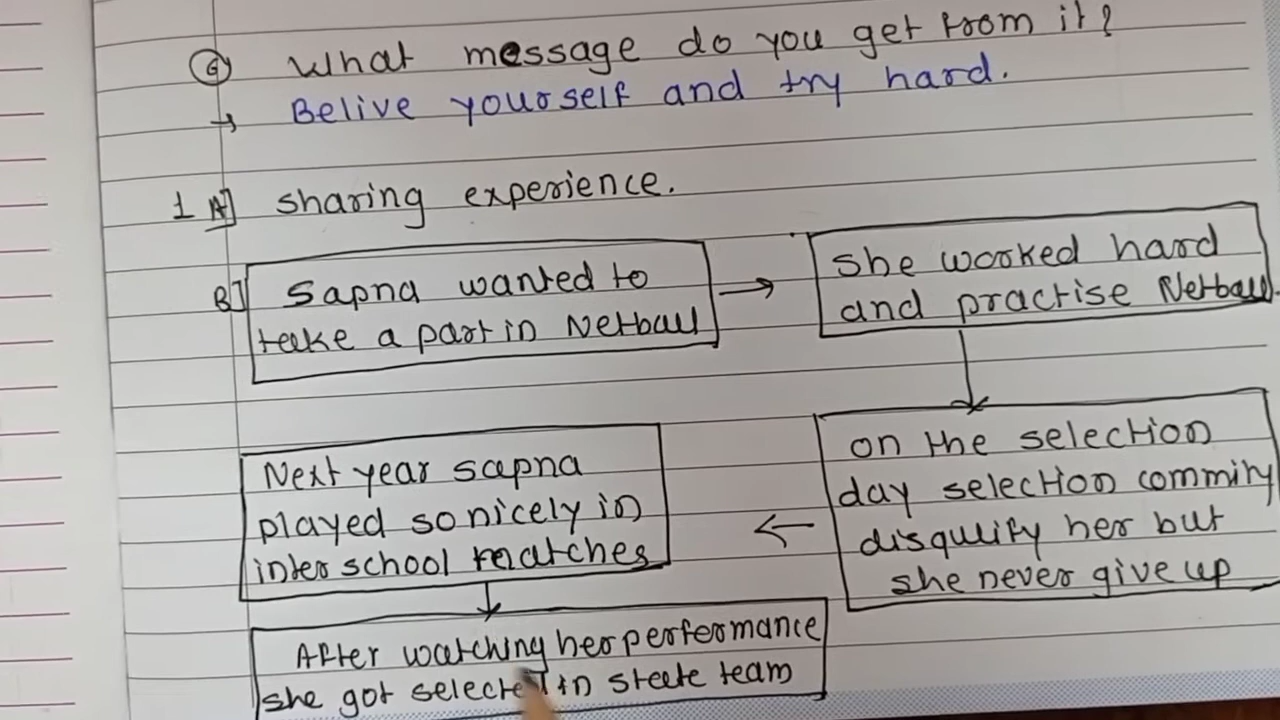 G) What message do you get from it?
→ Belive yourself and try hard.
1 A] sharing experience.
B] Sapna wanted to
take a part in Netball
→
she worked hard
and practise Netball.
on the selection
day selection commity
disqulify her but
she never give up
←
Next year sapna
played so nicely in
inter school matches
After watching her performance
she got selected in state team